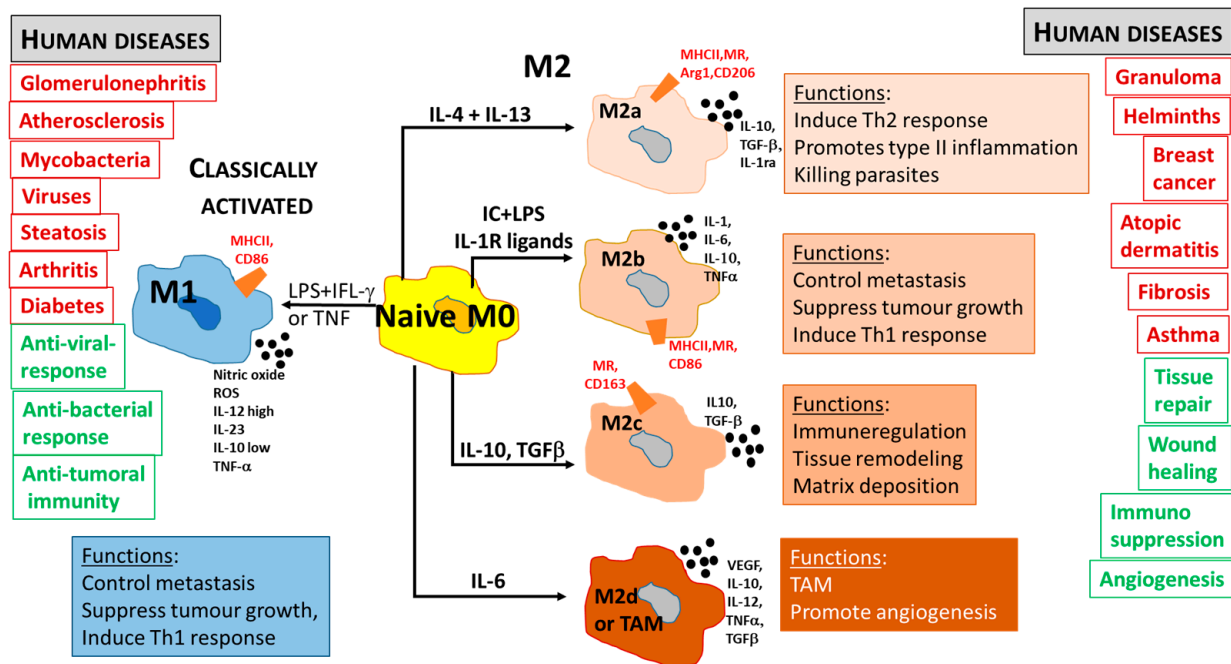 HUMAN DISEASES
Glomerulonephritis
Atherosclerosis
Mycobacteria
Viruses
Steatosis
Arthritis
Diabetes
Anti-viral-
response
Anti-bacterial
response
Anti-tumoral
immunity
CLASSICALLY
ACTIVATED
MHCII,
CD86
M1
LPS+IFL-γ
or TNF
Nitric oxide
ROS
IL-12 high
IL-23
IL-10 low
TNF-α
Functions:
Control metastasis
Suppress tumour growth,
Induce Th1 response
Naive M0
M2
IL-4 + IL-13
MHCII,MR,
Arg1,CD206
M2a
IL-10,
TGF-β,
IL-1ra
Functions:
Induce Th2 response
Promotes type II inflammation
Killing parasites
IC+LPS
IL-1R ligands
M2b
IL-1,
IL-6,
IL-10,
TNFα
MHCII,MR,
CD86
Functions:
Control metastasis
Suppress tumour growth
Induce Th1 response
IL-10, TGFβ
MR,
CD163
M2c
IL10,
TGF-β
Functions:
Immuneregulation
Tissue remodeling
Matrix deposition
IL-6
M2d
or TAM
VEGF,
IL-10,
IL-12,
TNFα,
TGFβ
Functions:
TAM
Promote angiogenesis
HUMAN DISEASES
Granuloma
Helminths
Breast
cancer
Atopic
dermatitis
Fibrosis
Asthma
Tissue
repair
Wound
healing
Immuno
suppression
Angiogenesis